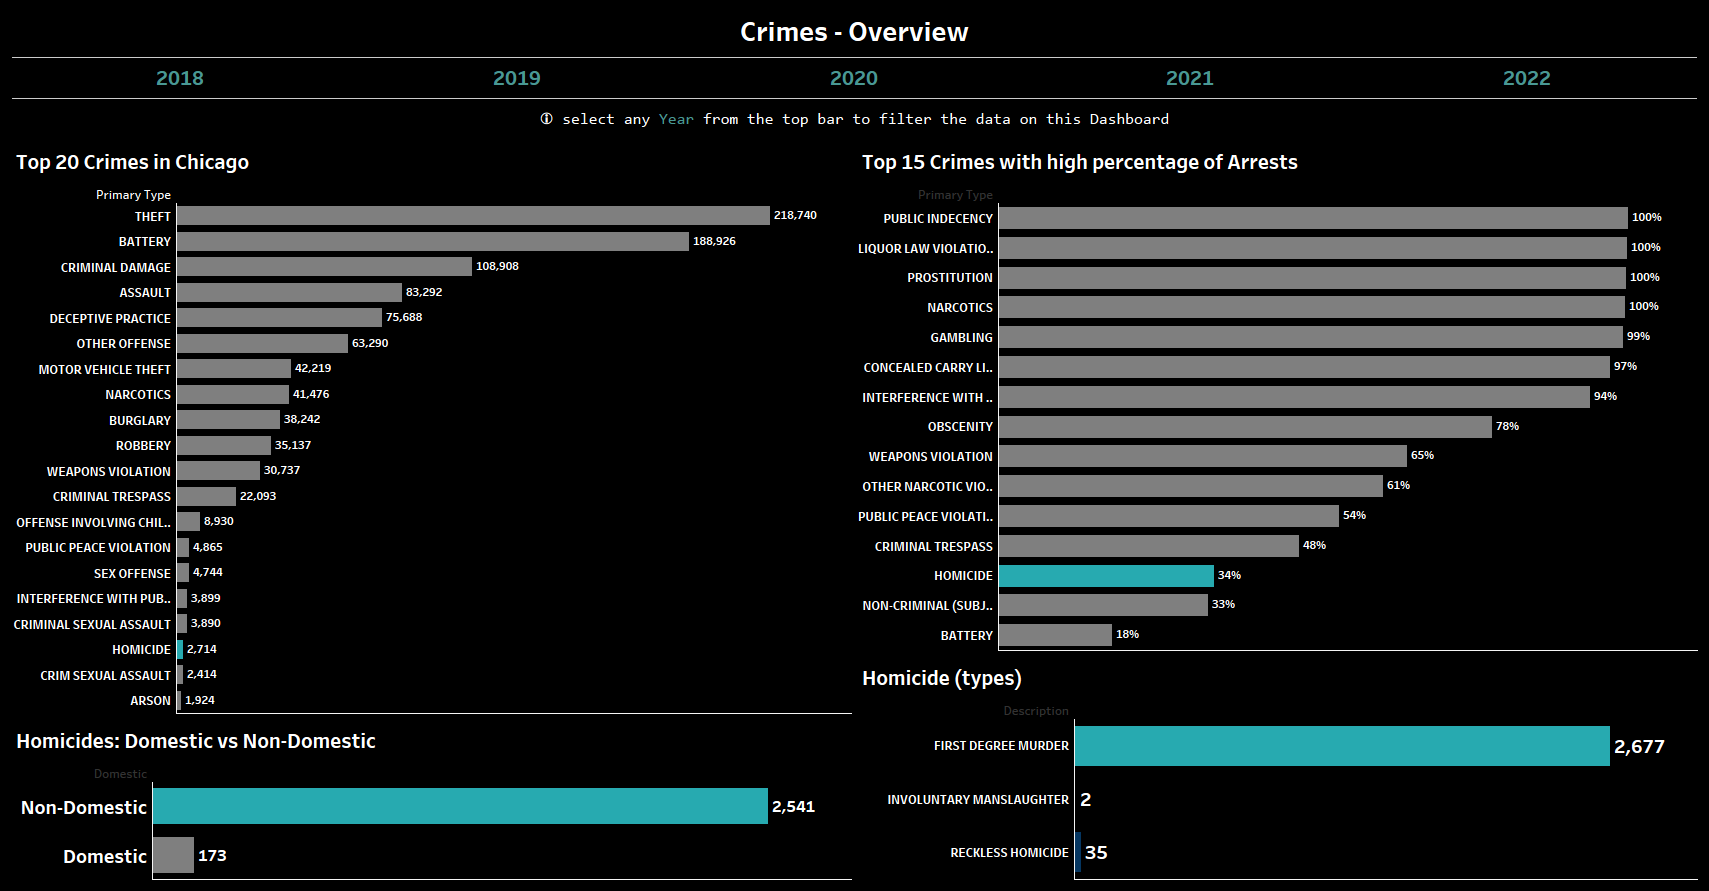 Crimes - Overview
2018 2019 2020 2021 2022
ⓘ select any Year from the top bar to filter the data on this Dashboard
Top 20 Crimes in Chicago
Primary Type
THEFT 218,740
BATTERY 188,926
CRIMINAL DAMAGE 108,908
ASSAULT 83,292
DECEPTIVE PRACTICE 75,688
OTHER OFFENSE 63,290
MOTOR VEHICLE THEFT 42,219
NARCOTICS 41,476
BURGLARY 38,242
ROBBERY 35,137
WEAPONS VIOLATION 30,737
CRIMINAL TRESPASS 22,093
OFFENSE INVOLVING CHIL.. 8,930
PUBLIC PEACE VIOLATION 4,865
SEX OFFENSE 4,744
INTERFERENCE WITH PUB.. 3,899
CRIMINAL SEXUAL ASSAULT 3,890
HOMICIDE 2,714
CRIM SEXUAL ASSAULT 2,414
ARSON 1,924
Homicides: Domestic vs Non-Domestic
Domestic
Non-Domestic 2,541
Domestic 173
Top 15 Crimes with high percentage of Arrests
Primary Type
PUBLIC INDECENCY 100%
LIQUOR LAW VIOLATIO.. 100%
PROSTITUTION 100%
NARCOTICS 100%
GAMBLING 99%
CONCEALED CARRY LI.. 97%
INTERFERENCE WITH .. 94%
OBSCENITY 78%
WEAPONS VIOLATION 65%
OTHER NARCOTIC VIO.. 61%
PUBLIC PEACE VIOLATI.. 54%
CRIMINAL TRESPASS 48%
HOMICIDE 34%
NON-CRIMINAL (SUBJ.. 33%
BATTERY 18%
Homicide (types)
Description
FIRST DEGREE MURDER 2,677
INVOLUNTARY MANSLAUGHTER 2
RECKLESS HOMICIDE 35